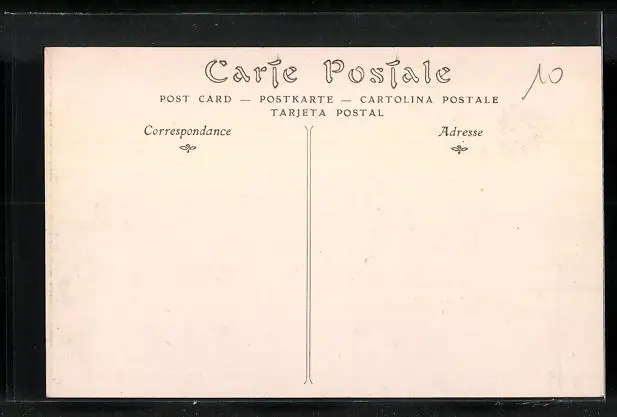 Carte Postale
10
POST CARD — POSTKARTE — CARTOLINA POSTALE
TARJETA POSTAL
Correspondance
Adresse